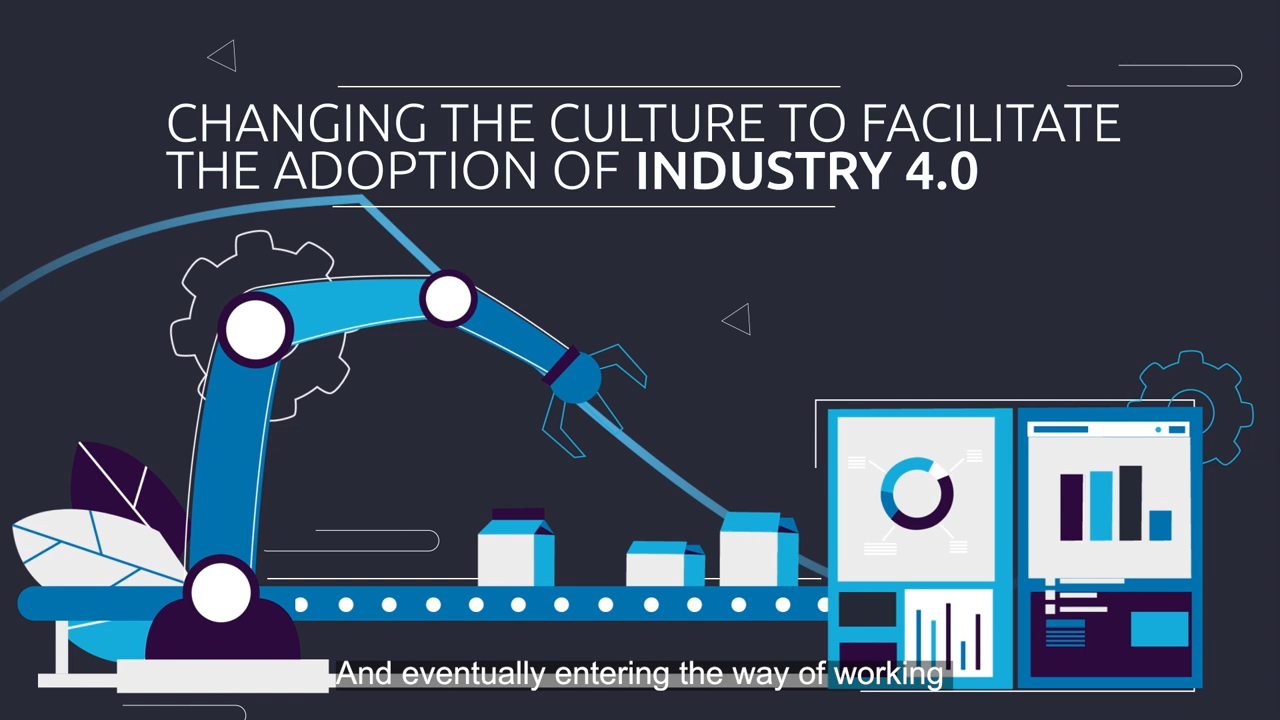 CHANGING THE CULTURE TO FACILITATE
THE ADOPTION OF INDUSTRY 4.0
And eventually entering the way of working